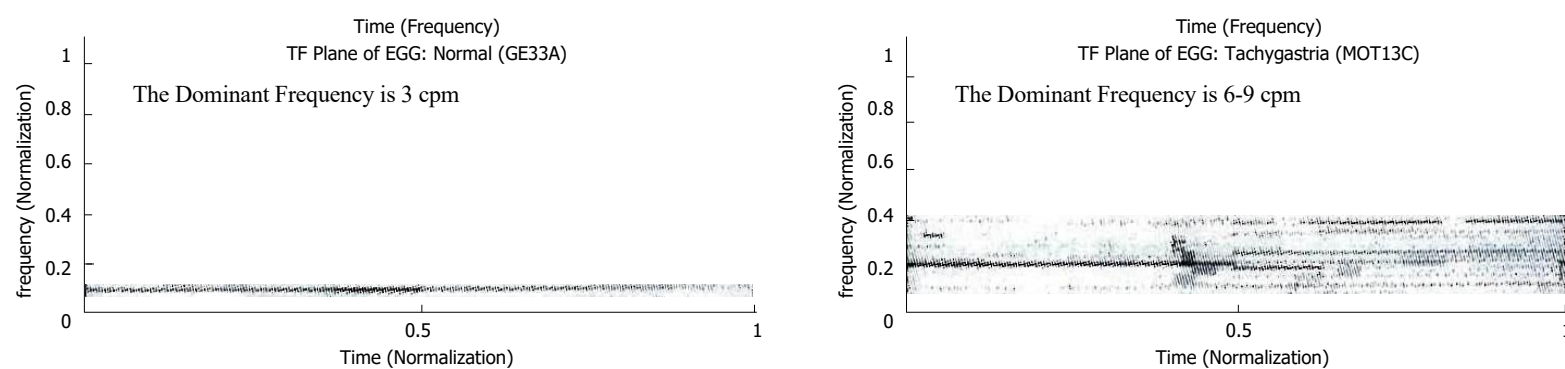 Time (Frequency)
TF Plane of EGG: Normal (GE33A)
The Dominant Frequency is 3 cpm
frequency (Normalization)
1
0.8
0.6
0.4
0.2
0
0.5
1
Time (Normalization)
Time (Frequency)
TF Plane of EGG: Tachygastria (MOT13C)
The Dominant Frequency is 6-9 cpm
frequency (Normalization)
1
0.8
0.6
0.4
0.2
0
0.5
Time (Normalization)